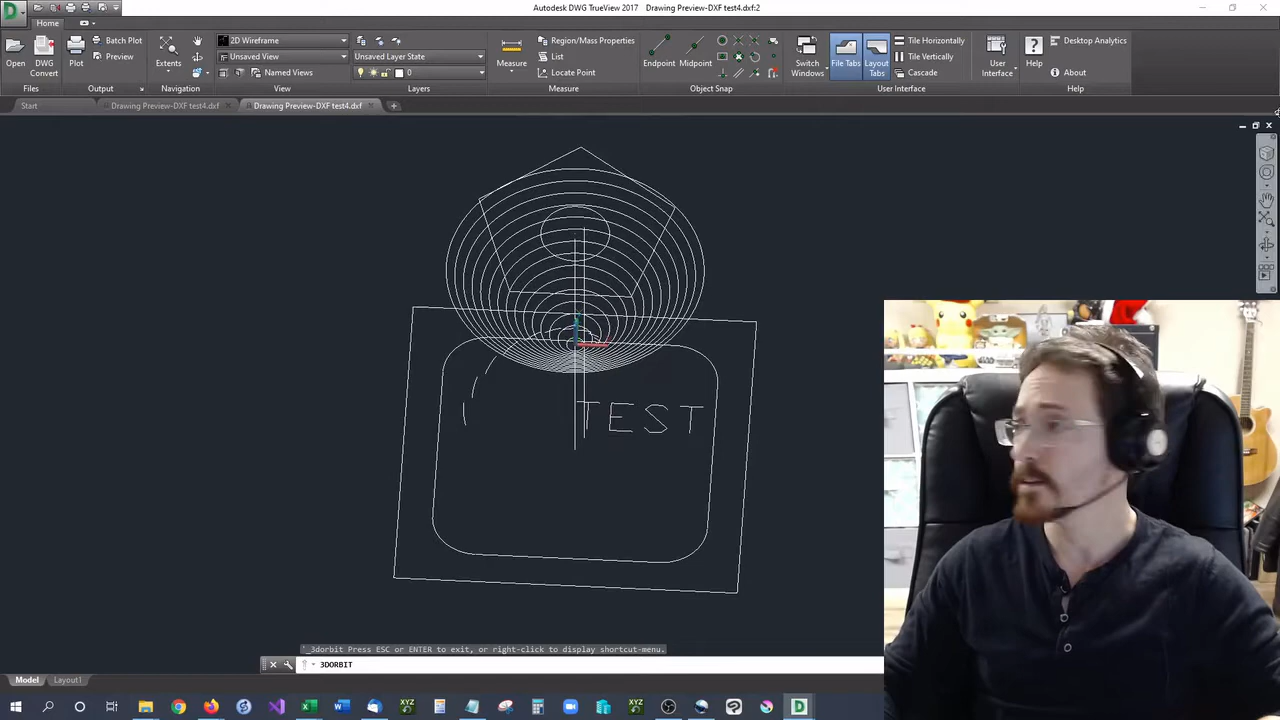 Autodesk DWG TrueView 2017 Drawing Preview-DXF test4.dxf:2
Home
Batch Plot
2D Wireframe
Region/Mass Properties
Tile Horizontally
Desktop Analytics
Preview
Unsaved View
Unsaved Layer State
List
Tile Vertically
Open
DWG
Convert
Plot
Extents
Named Views
0
Measure
Locate Point
Endpoint
Midpoint
Switch
Windows
File Tabs
Layout
Tabs
Cascade
User
Interface
Help
About
Files
Output
Navigation
View
Layers
Measure
Object Snap
User Interface
Help
Start
Drawing Preview-DXF test4.dxf
Drawing Preview-DXF test4.dxf
TEST
'_3dorbit Press ESC or ENTER to exit, or right-click to display shortcut-menu.
3DORBIT
Model
Layout1
XYZ
XYZ